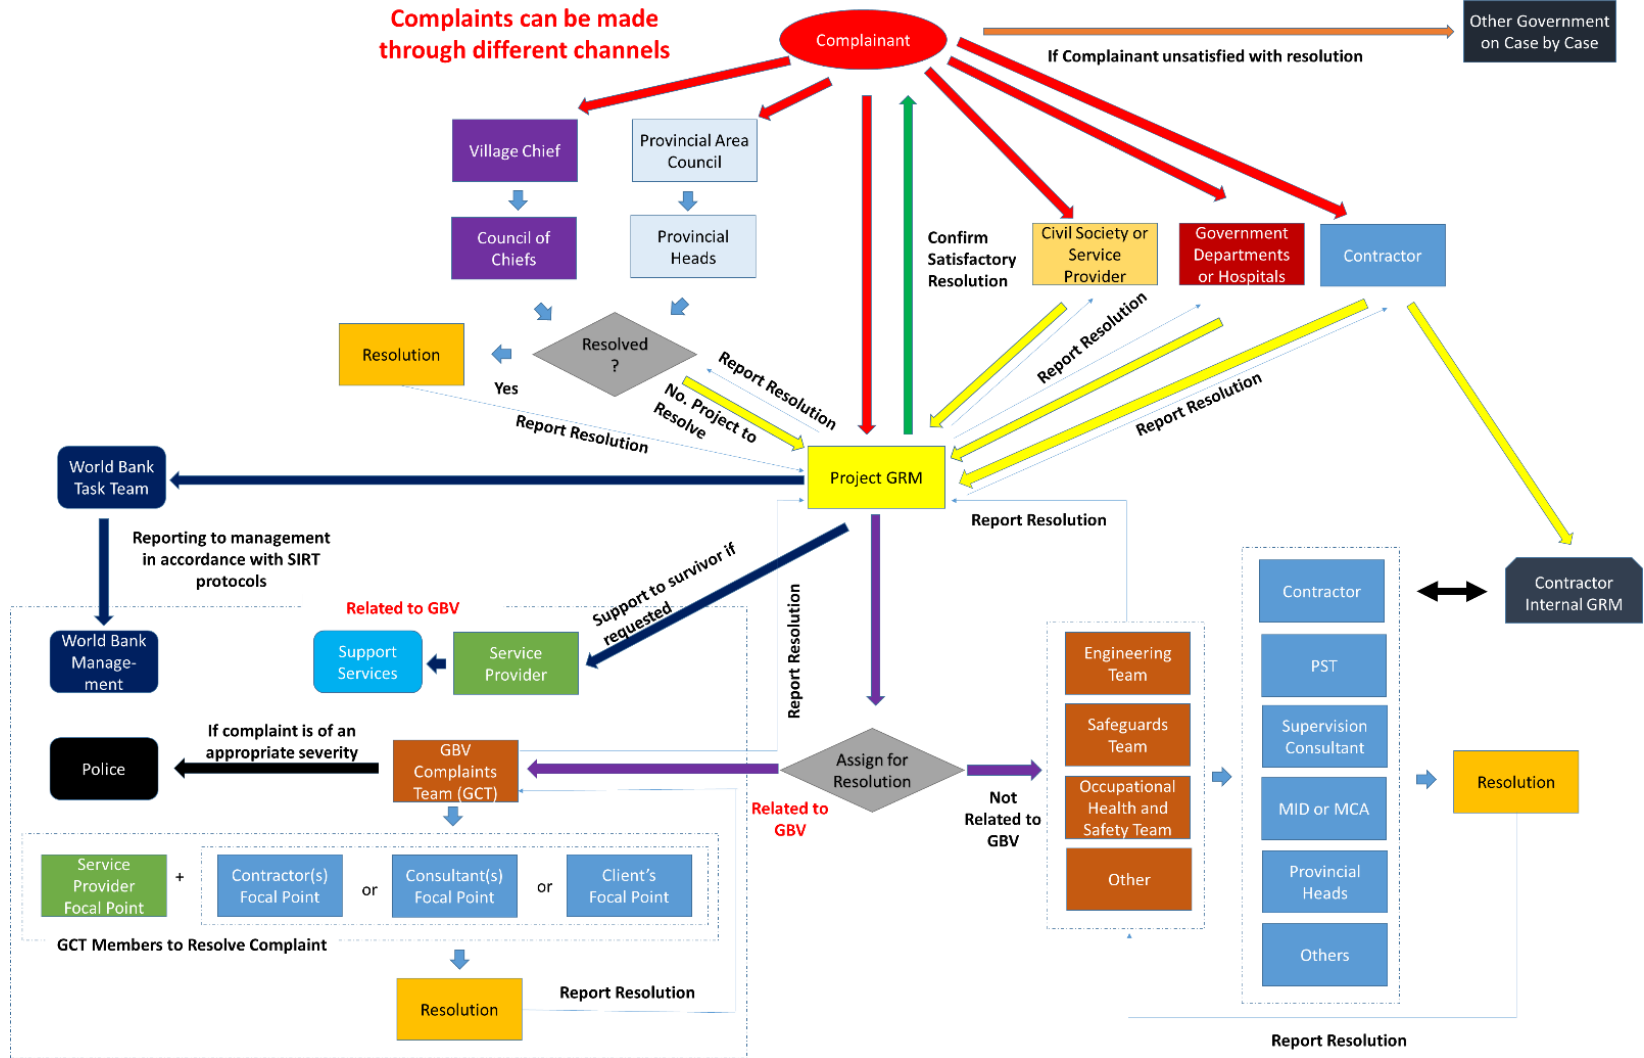 Complaints can be made
through different channels
Complainant
If Complainant unsatisfied with resolution
Other Government
on Case by Case
Village Chief
Provincial Area
Council
Council of
Chiefs
Provincial
Heads
Confirm
Satisfactory
Resolution
Civil Society or
Service
Provider
Government
Departments
or Hospitals
Contractor
Resolution
Resolved
?
Yes
Report Resolution
No. Project to
Resolve
Report Resolution
Report Resolution
Report Resolution
World Bank
Task Team
Project GRM
Report Resolution
Reporting to management
in accordance with SIRT
protocols
Support to survivor if
requested
Report Resolution
Contractor
Contractor
Internal GRM
Related to GBV
World Bank
Manage-
ment
Support
Services
Service
Provider
Engineering
Team
PST
Safeguards
Team
Supervision
Consultant
If complaint is of an
appropriate severity
Police
GBV
Complaints
Team (GCT)
Assign for
Resolution
Related to
GBV
Not
Related to
GBV
Occupational
Health and
Safety Team
MID or MCA
Resolution
Other
Provincial
Heads
Others
Service
Provider
Focal Point
+
Contractor(s)
Focal Point
or
Consultant(s)
Focal Point
or
Client's
Focal Point
GCT Members to Resolve Complaint
Resolution
Report Resolution
Report Resolution